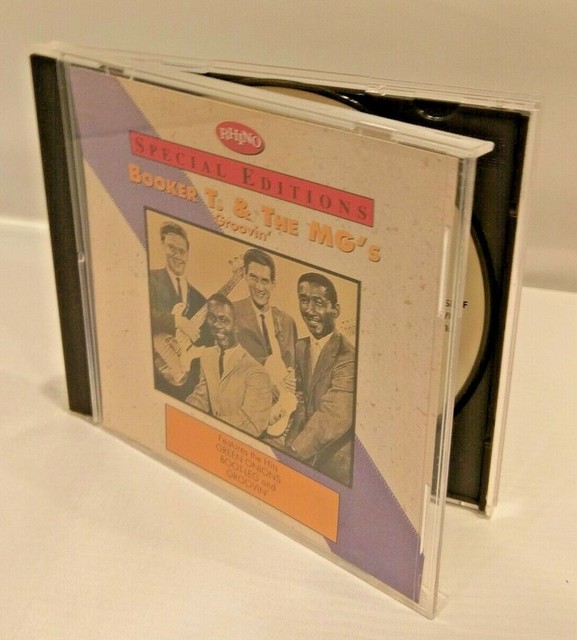 RHINO
SPECIAL EDITIONS
BOOKER T. & THE MG's
Groovin'
Features the Hits
GREEN ONIONS
BOOT-LEG and
GROOVIN'